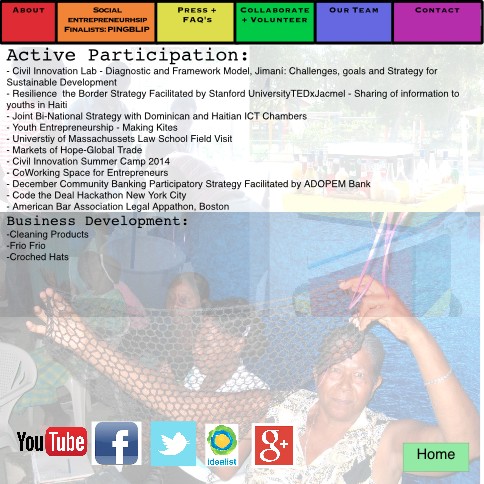 About
Social
entrepreneurhsip
Finalists: PINGBLIP
Press +
FAQ's
Collaborate
+ Volunteer
Our Team
Contact
Active Participation:
- Civil Innovation Lab - Diagnostic and Framework Model, Jimani: Challenges, goals and Strategy for
Sustainable Development
- Resilience  the Border Strategy Facilitated by Stanford UniversityTEDxJacmel - Sharing of information to
youths in Haiti
- Joint Bi-National Strategy with Dominican and Haitian ICT Chambers
- Youth Entrepreneurship - Making Kites
- Universtiy of Massachussets Law School Field Visit
- Markets of Hope-Global Trade
- Civil Innovation Summer Camp 2014
- CoWorking Space for Entrepreneurs
- December Community Banking Participatory Strategy Facilitated by ADOPEM Bank
- Code the Deal Hackathon New York City
- American Bar Association Legal Appathon, Boston
Business Development:
-Cleaning Products
-Frio Frio
-Croched Hats
YouTube
f
idealist
g+
Home